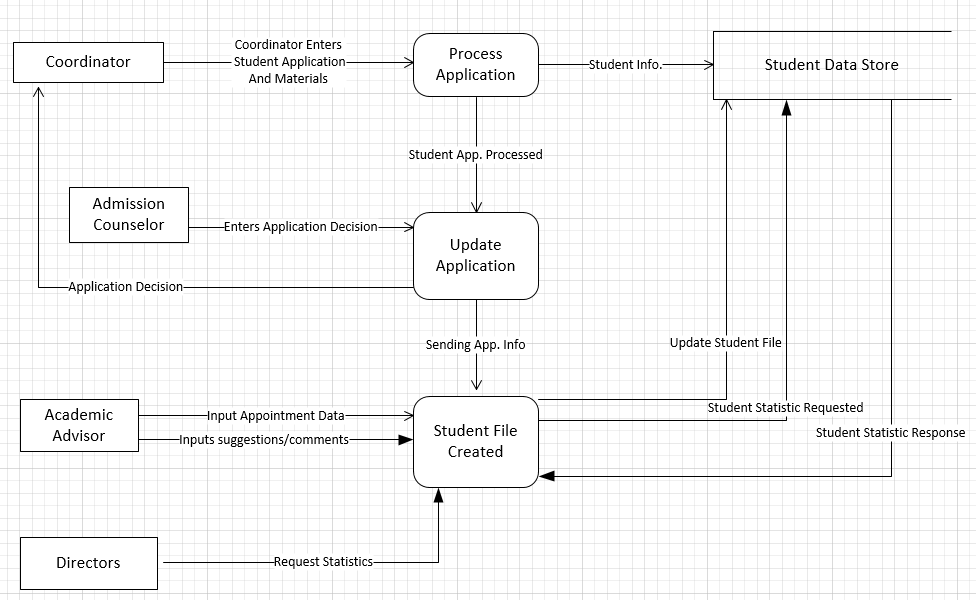 Coordinator
Coordinator Enters
Student Application
And Materials
Process
Application
Student Info.
Student Data Store
Student App. Processed
Admission
Counselor
Enters Application Decision
Update
Application
Application Decision
Sending App. Info
Update Student File
Academic
Advisor
Input Appointment Data
Inputs suggestions/comments
Student File
Created
Student Statistic Requested
Student Statistic Response
Directors
Request Statistics